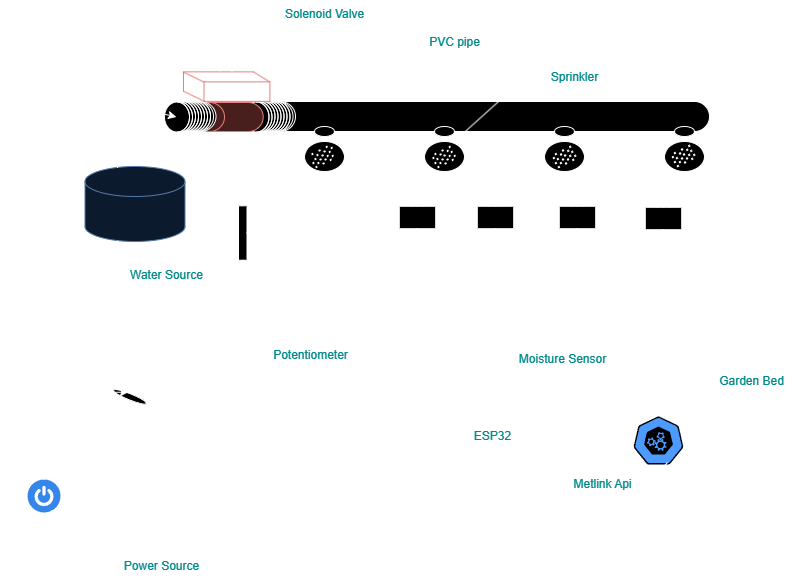 Solenoid Valve
PVC pipe
Sprinkler
Water Source
Potentiometer
Moisture Sensor
Garden Bed
ESP32
Metlink Api
Power Source